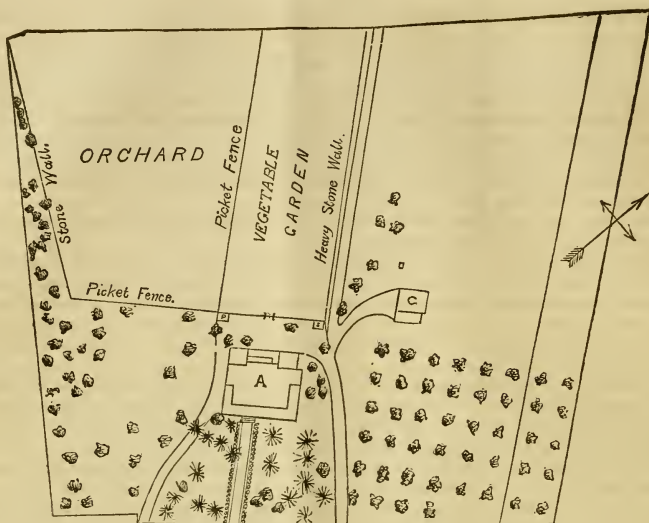 ORCHARD
Stone Wall.
Picket Fence
VEGETABLE
GARDEN
Heavy Stone Wall.
Picket Fence.
C
A